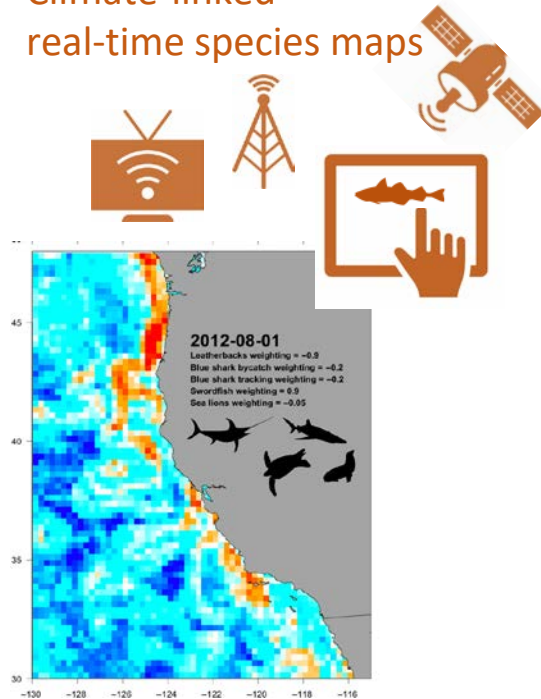 Climate-linked
real-time species maps
2012-08-01
Leatherbacks weighting = −0.9
Blue shark bycatch weighting = −0.2
Blue shark tracking weighting = −0.2
Swordfish weighting = 0.9
Sea lions weighting = −0.05
45
40
35
30
−130 −128 −126 −124 −122 −120 −118 −116